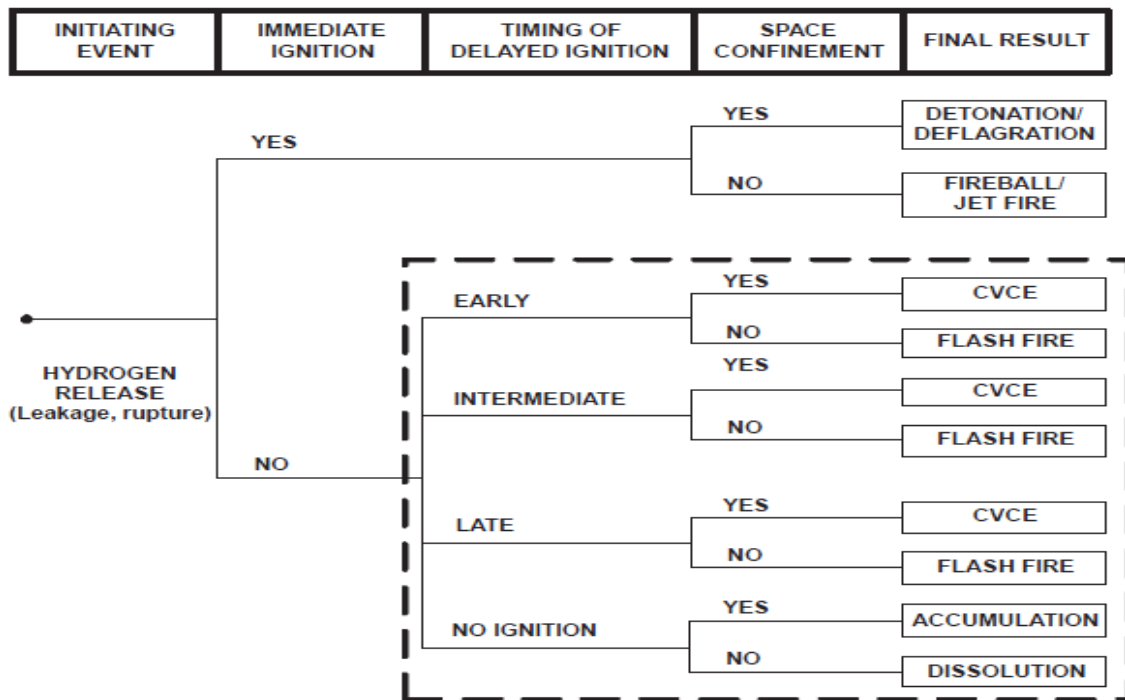 INITIATING
EVENT
IMMEDIATE
IGNITION
TIMING OF
DELAYED IGNITION
SPACE
CONFINEMENT
FINAL RESULT
YES
YES
DETONATION/
DEFLAGRATION
NO
FIREBALL/
JET FIRE
HYDROGEN
RELEASE
(Leakage, rupture)
NO
EARLY
YES
CVCE
NO
FLASH FIRE
INTERMEDIATE
YES
CVCE
NO
FLASH FIRE
LATE
YES
CVCE
NO
FLASH FIRE
NO IGNITION
YES
ACCUMULATION
NO
DISSOLUTION